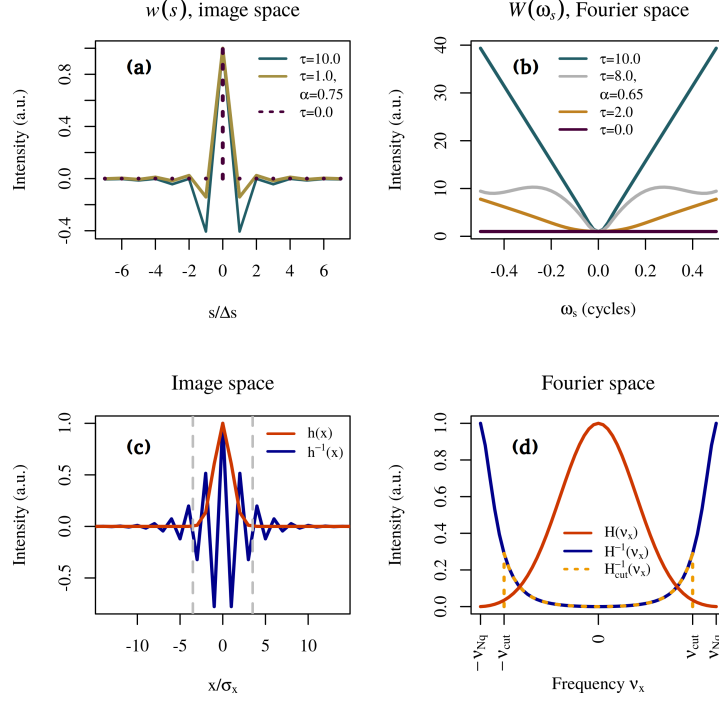 w(s), image space
Intensity (a.u.)
-0.4 0.0 0.4 0.8
(a)
τ=10.0
τ=1.0,
α=0.75
τ=0.0
-6 -4 -2 0 2 4 6
s/Δs
W(ωs), Fourier space
Intensity (a.u.)
0 10 20 30 40
(b)
τ=10.0
τ=8.0,
α=0.65
τ=2.0
τ=0.0
-0.4 -0.2 0.0 0.2 0.4
ωs (cycles)
Image space
Intensity (a.u.)
-0.5 0.0 0.5 1.0
(c)
h(x)
h⁻¹(x)
-10 -5 0 5 10
x/σx
Fourier space
Intensity (a.u.)
0.0 0.2 0.4 0.6 0.8 1.0
(d)
H(νx)
H⁻¹(νx)
H⁻¹cut(νx)
−νNq −νcut 0 νcut νNq
Frequency νx